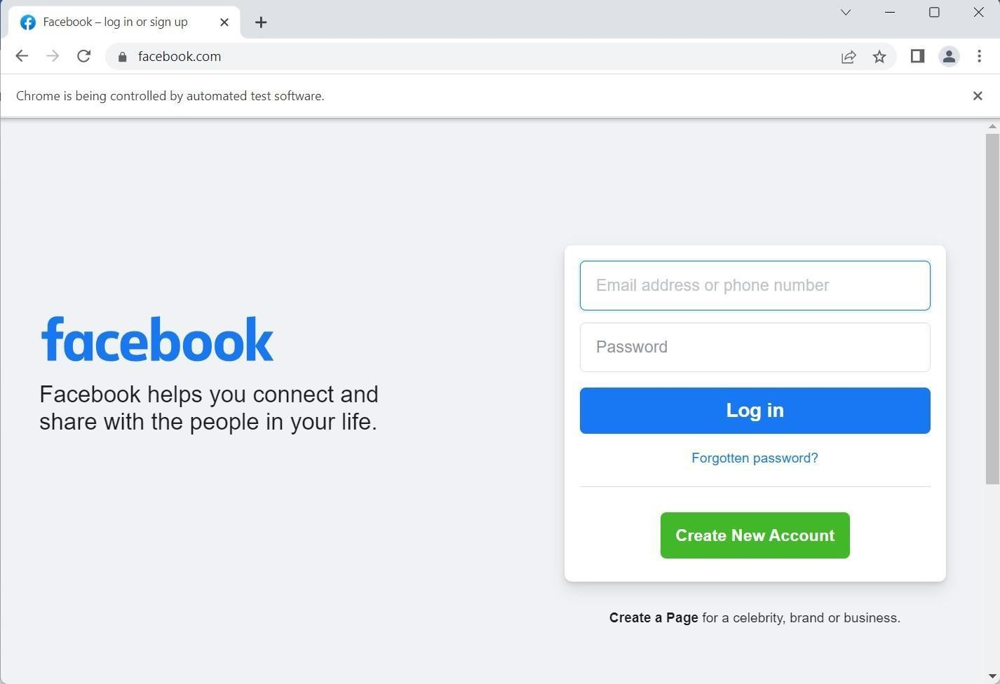 Facebook – log in or sign up
facebook.com
Chrome is being controlled by automated test software.
facebook
Facebook helps you connect and
share with the people in your life.
Email address or phone number
Password
Log in
Forgotten password?
Create New Account
Create a Page for a celebrity, brand or business.